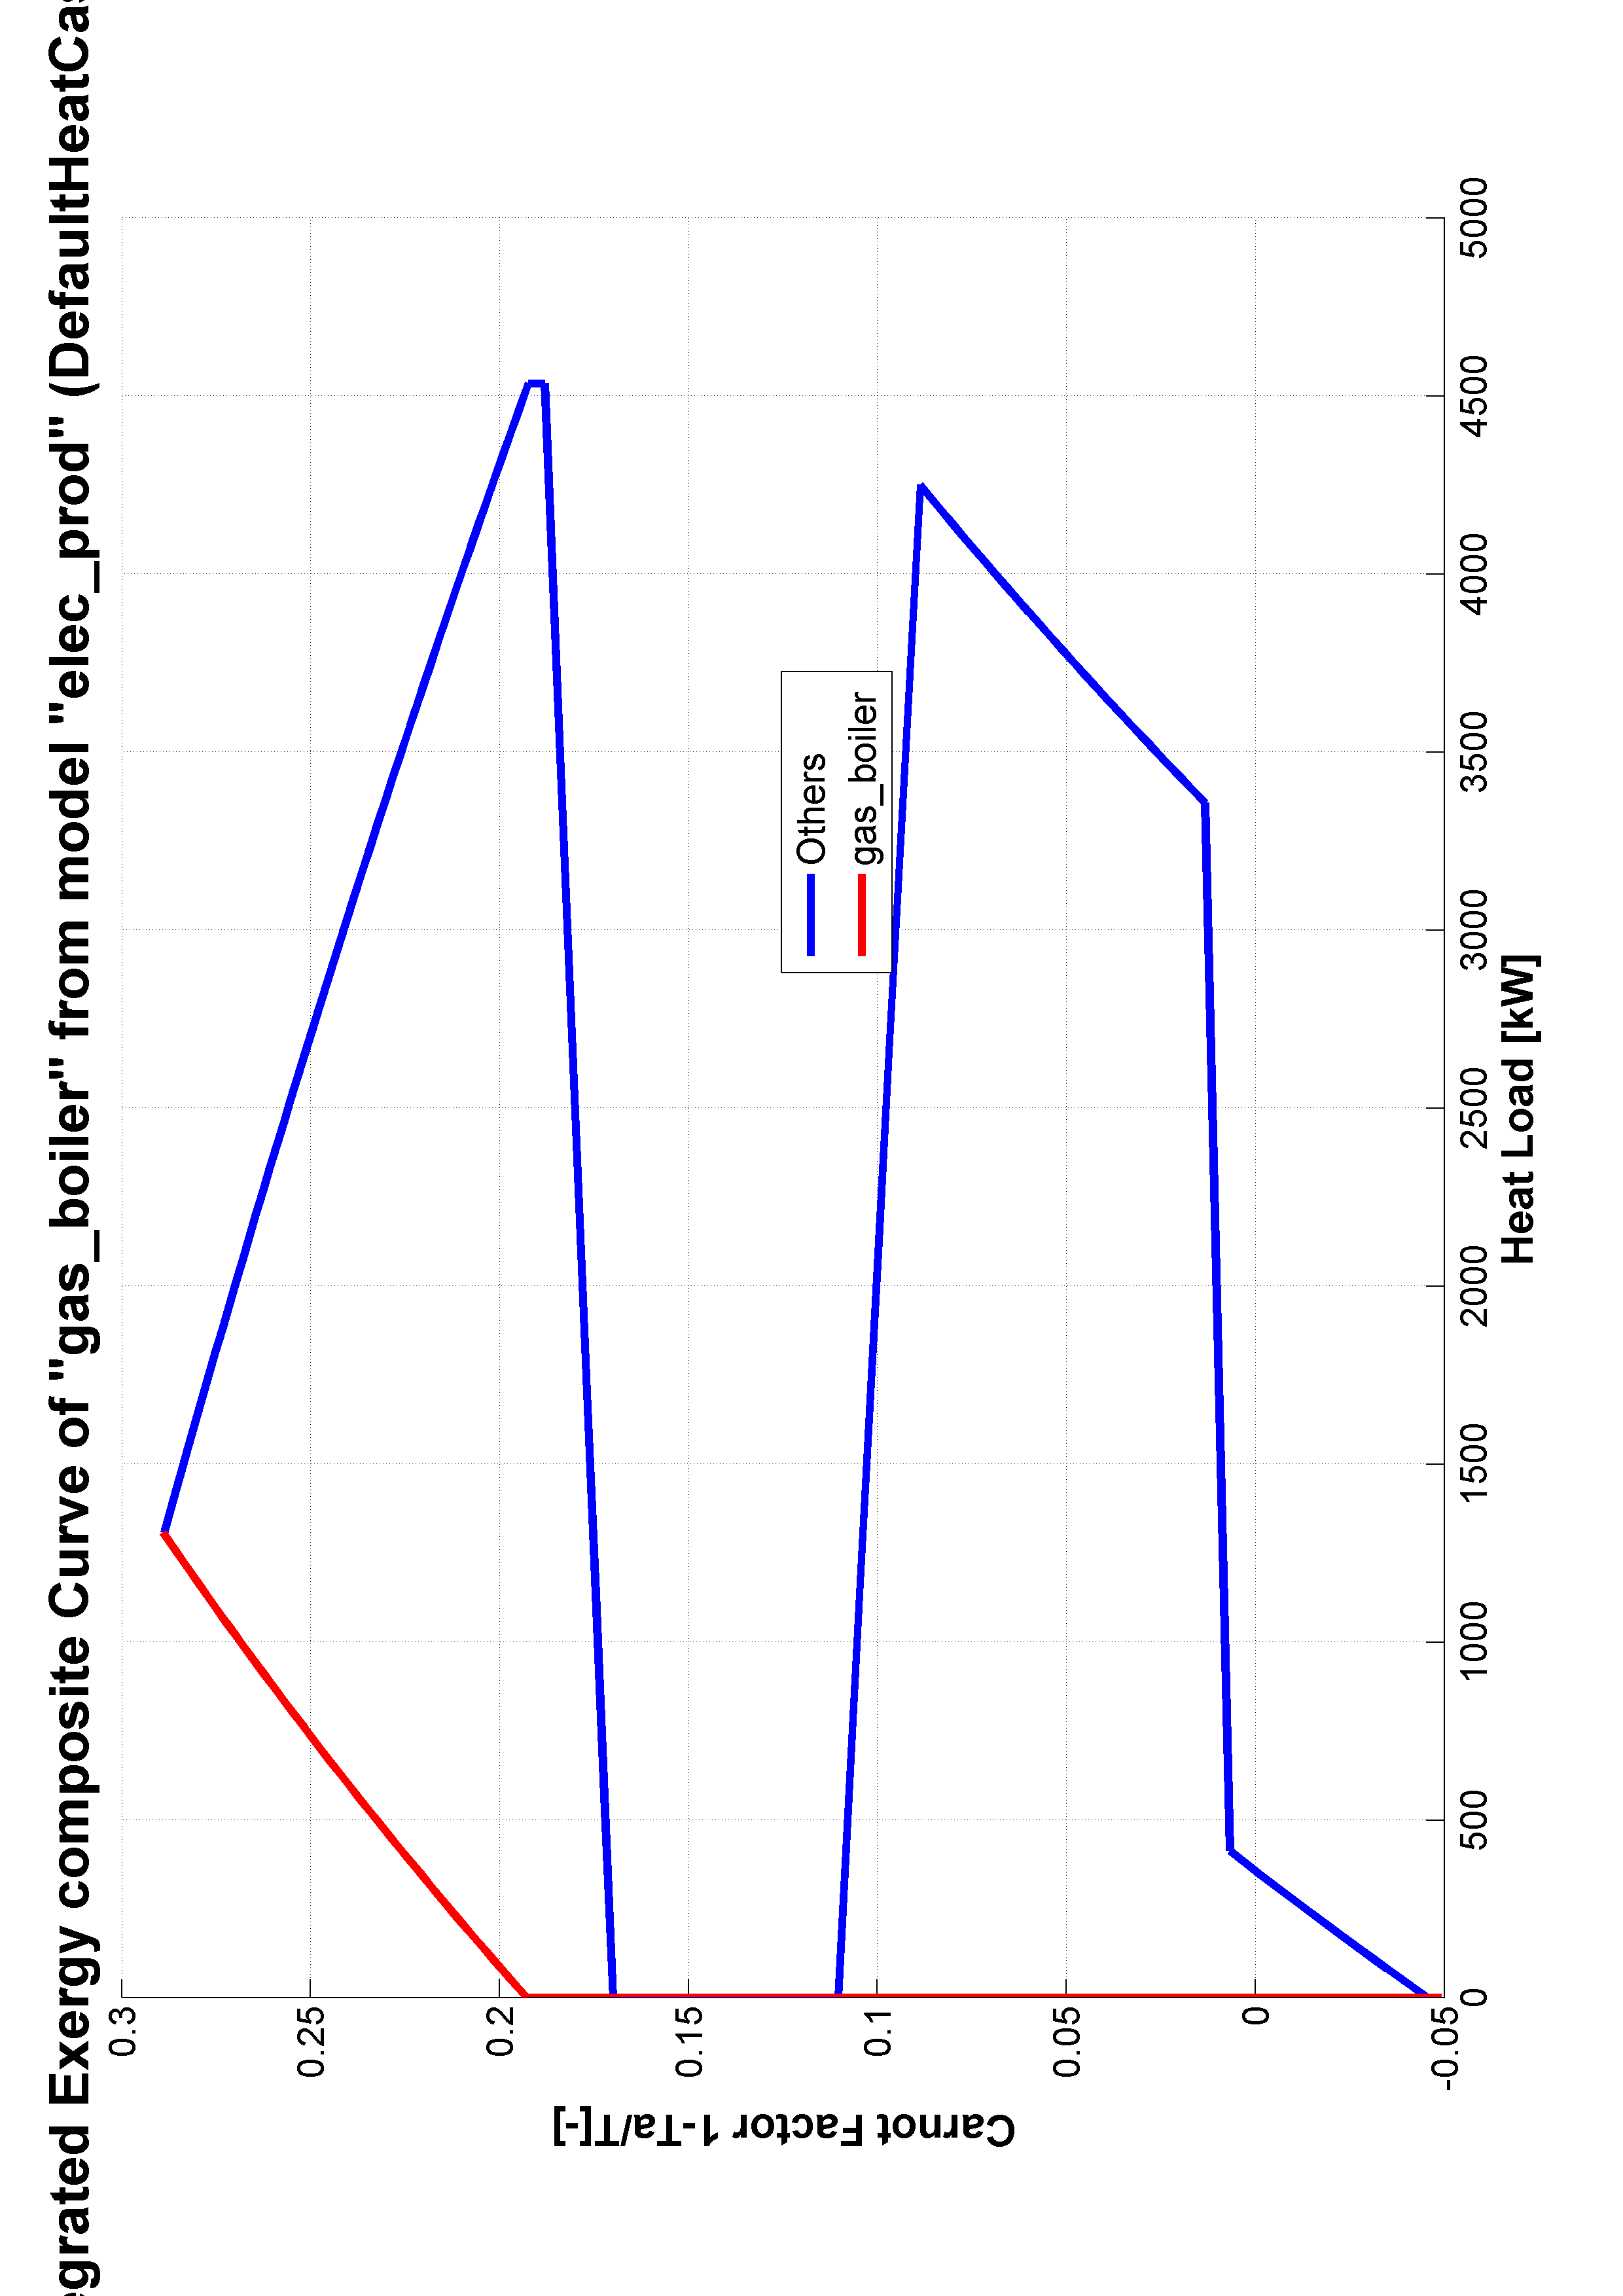 egrated Exergy composite Curve of "gas_boiler" from model "elec_prod" (DefaultHeatCas
Carnot Factor 1-Ta/T[-]
0.3
0.25
0.2
0.15
0.1
0.05
0
-0.05
Others
gas_boiler
0 500 1000 1500 2000 2500 3000 3500 4000 4500 5000
Heat Load [kW]